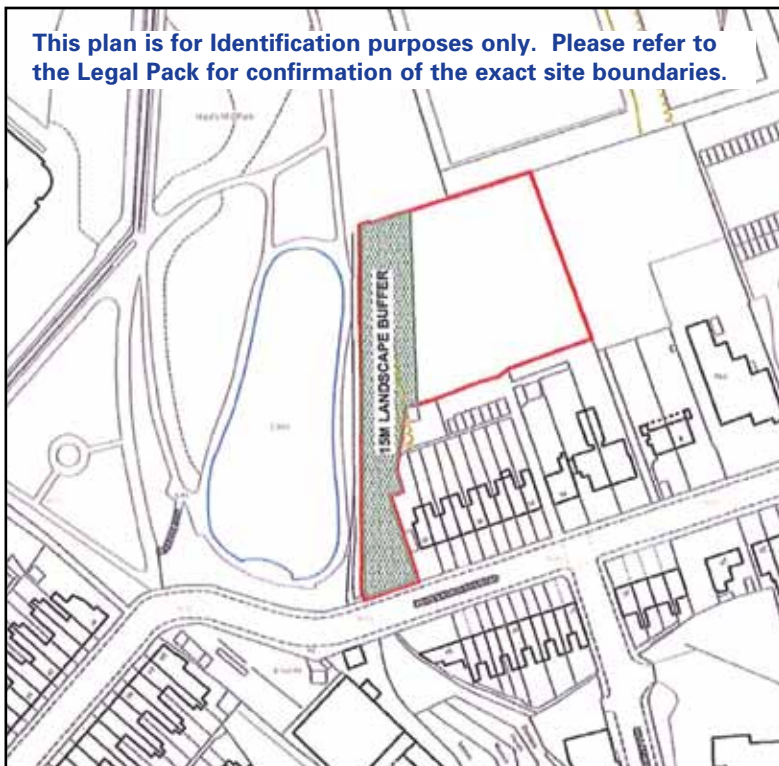 This plan is for Identification purposes only. Please refer to
the Legal Pack for confirmation of the exact site boundaries.
15M LANDSCAPE BUFFER